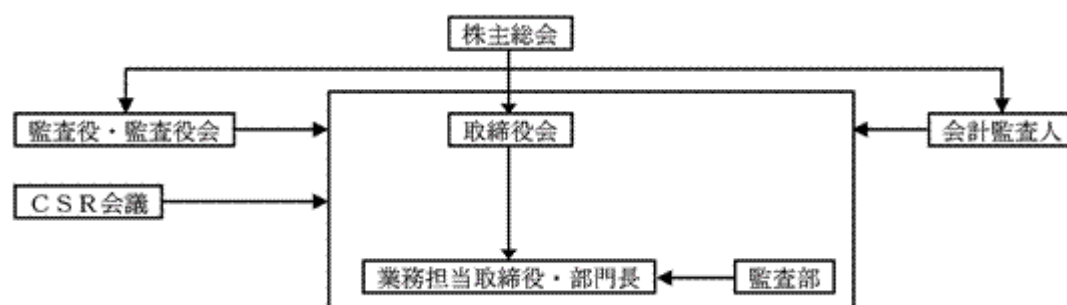 株主総会
監査役・監査役会
取締役会
会計監査人
ＣＳＲ会議
業務担当取締役・部門長
監査部